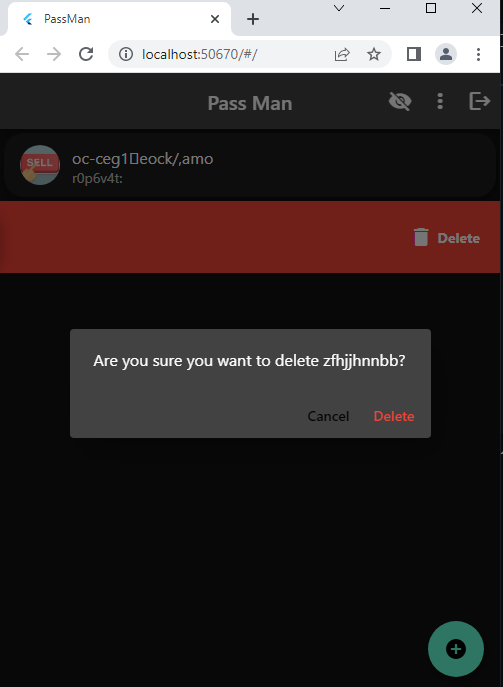 PassMan
localhost:50670/#/
Pass Man
SELL
oc-ceg1▯eock/,amo
r0p6v4t:
Delete
Are you sure you want to delete zfhjjhnnbb?
Cancel
Delete